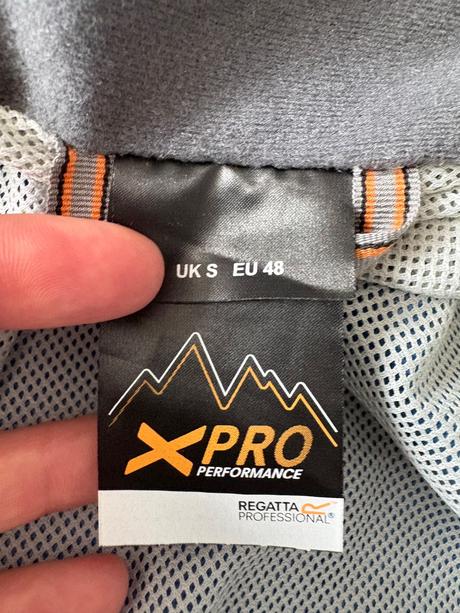 UK S EU 48
XPRO
PERFORMANCE
REGATTA
PROFESSIONAL®